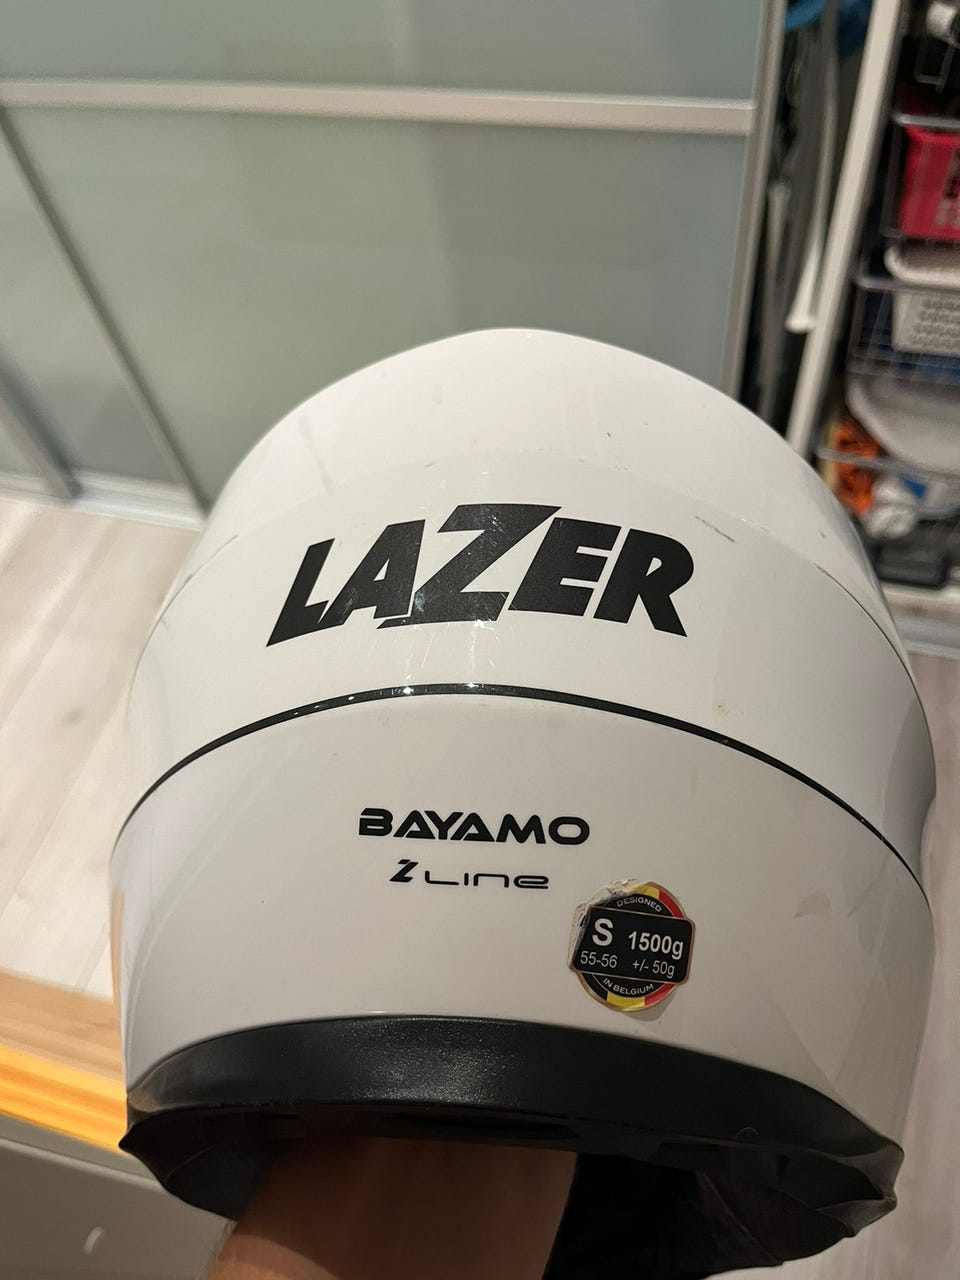 LAZER
BAYAMO
Z LINE
DESIGNED
S 1500g
55-56 +/- 50g
IN BELGIUM